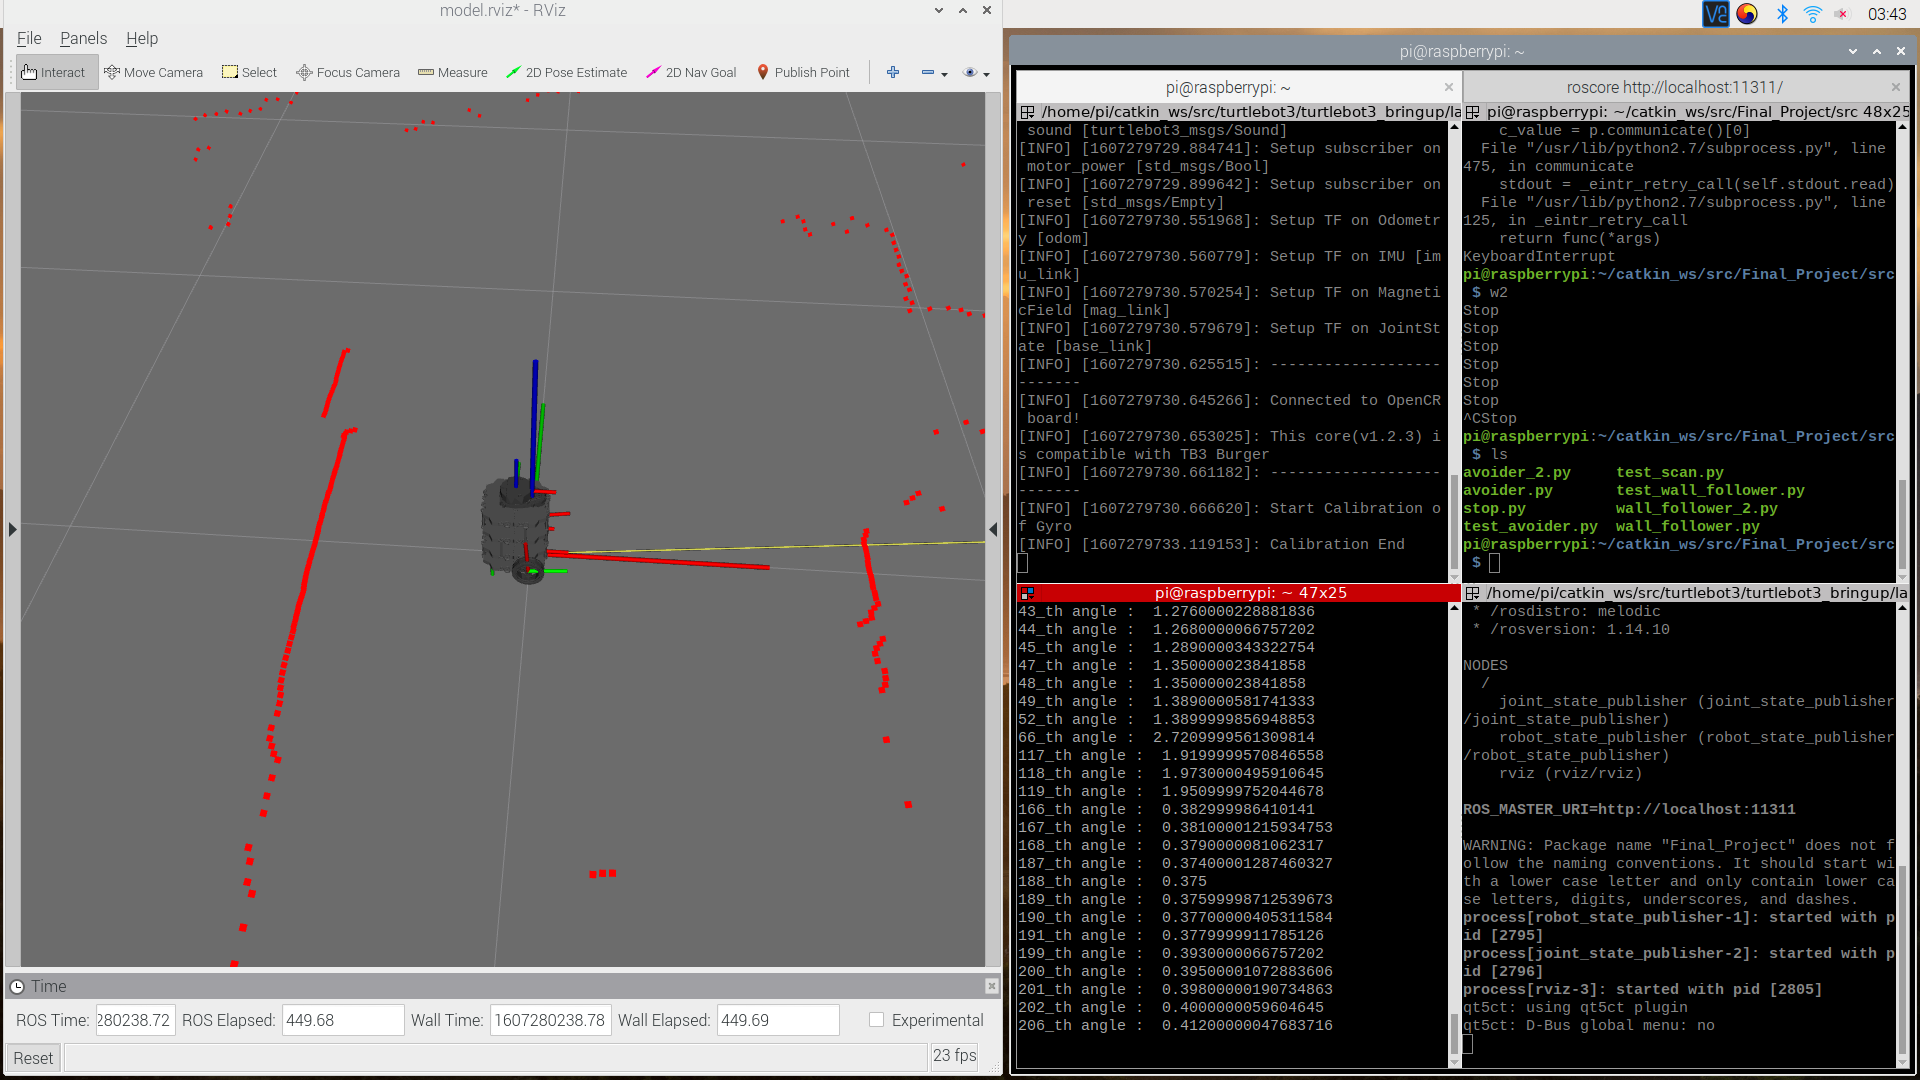 model.rviz* - RViz
File Panels Help
Interact Move Camera Select Focus Camera Measure 2D Pose Estimate 2D Nav Goal Publish Point
Time
ROS Time: 280238.72 ROS Elapsed: 449.68 Wall Time: 1607280238.78 Wall Elapsed: 449.69 Experimental
Reset
23 fps
03:43
pi@raspberrypi: ~
pi@raspberrypi: ~
roscore http://localhost:11311/
/home/pi/catkin_ws/src/turtlebot3/turtlebot3_bringup/la
sound [turtlebot3_msgs/Sound]
[INFO] [1607279729.884741]: Setup subscriber on
motor_power [std_msgs/Bool]
[INFO] [1607279729.899642]: Setup subscriber on
reset [std_msgs/Empty]
[INFO] [1607279730.551968]: Setup TF on Odometr
y [odom]
[INFO] [1607279730.560779]: Setup TF on IMU [im
u_link]
[INFO] [1607279730.570254]: Setup TF on Magneti
cField [mag_link]
[INFO] [1607279730.579679]: Setup TF on JointSt
ate [base_link]
[INFO] [1607279730.625515]: -------------------
-------
[INFO] [1607279730.645266]: Connected to OpenCR
board!
[INFO] [1607279730.653025]: This core(v1.2.3) i
s compatible with TB3 Burger
[INFO] [1607279730.661182]: -------------------
-------
[INFO] [1607279730.666620]: Start Calibration o
f Gyro
[INFO] [1607279733.119153]: Calibration End
pi@raspberrypi: ~/catkin_ws/src/Final_Project/src 48x25
c_value = p.communicate()[0]
File "/usr/lib/python2.7/subprocess.py", line
475, in communicate
stdout = _eintr_retry_call(self.stdout.read)
File "/usr/lib/python2.7/subprocess.py", line
125, in _eintr_retry_call
return func(*args)
KeyboardInterrupt
pi@raspberrypi:~/catkin_ws/src/Final_Project/src
$ w2
Stop
Stop
Stop
Stop
Stop
Stop
^CStop
pi@raspberrypi:~/catkin_ws/src/Final_Project/src
$ ls
avoider_2.py test_scan.py
avoider.py test_wall_follower.py
stop.py wall_follower_2.py
test_avoider.py wall_follower.py
pi@raspberrypi:~/catkin_ws/src/Final_Project/src
$
pi@raspberrypi: ~ 47x25
43_th angle : 1.2760000228881836
44_th angle : 1.2680000066757202
45_th angle : 1.2890000343322754
47_th angle : 1.350000023841858
48_th angle : 1.350000023841858
49_th angle : 1.3890000581741333
52_th angle : 1.3899999856948853
66_th angle : 2.7209999561309814
117_th angle : 1.9199999570846558
118_th angle : 1.9730000495910645
119_th angle : 1.9509999752044678
166_th angle : 0.382999986410141
167_th angle : 0.38100001215934753
168_th angle : 0.3790000081062317
187_th angle : 0.37400001287460327
188_th angle : 0.375
189_th angle : 0.37599998712539673
190_th angle : 0.37700000405311584
191_th angle : 0.3779999911785126
199_th angle : 0.3930000066757202
200_th angle : 0.39500001072883606
201_th angle : 0.39800000190734863
202_th angle : 0.4000000059604645
206_th angle : 0.41200000047683716
/home/pi/catkin_ws/src/turtlebot3/turtlebot3_bringup/la
* /rosdistro: melodic
* /rosversion: 1.14.10
NODES
/
joint_state_publisher (joint_state_publisher
/joint_state_publisher)
robot_state_publisher (robot_state_publisher
/robot_state_publisher)
rviz (rviz/rviz)
ROS_MASTER_URI=http://localhost:11311
WARNING: Package name "Final_Project" does not f
ollow the naming conventions. It should start wi
th a lower case letter and only contain lower ca
se letters, digits, underscores, and dashes.
process[robot_state_publisher-1]: started with p
id [2795]
process[joint_state_publisher-2]: started with p
id [2796]
process[rviz-3]: started with pid [2805]
qt5ct: using qt5ct plugin
qt5ct: D-Bus global menu: no